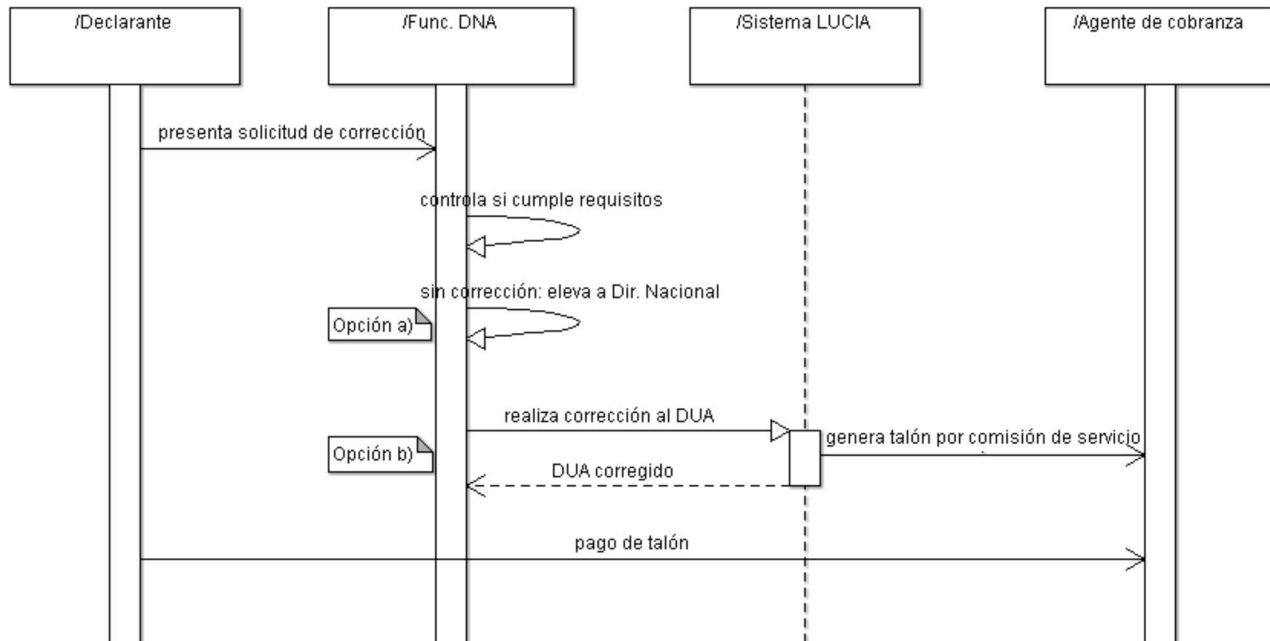 /Declarante
/Func. DNA
/Sistema LUCIA
/Agente de cobranza
presenta solicitud de corrección
controla si cumple requisitos
sin corrección: eleva a Dir. Nacional
Opción a)
realiza corrección al DUA
genera talón por comisión de servicio
Opción b)
DUA corregido
pago de talón